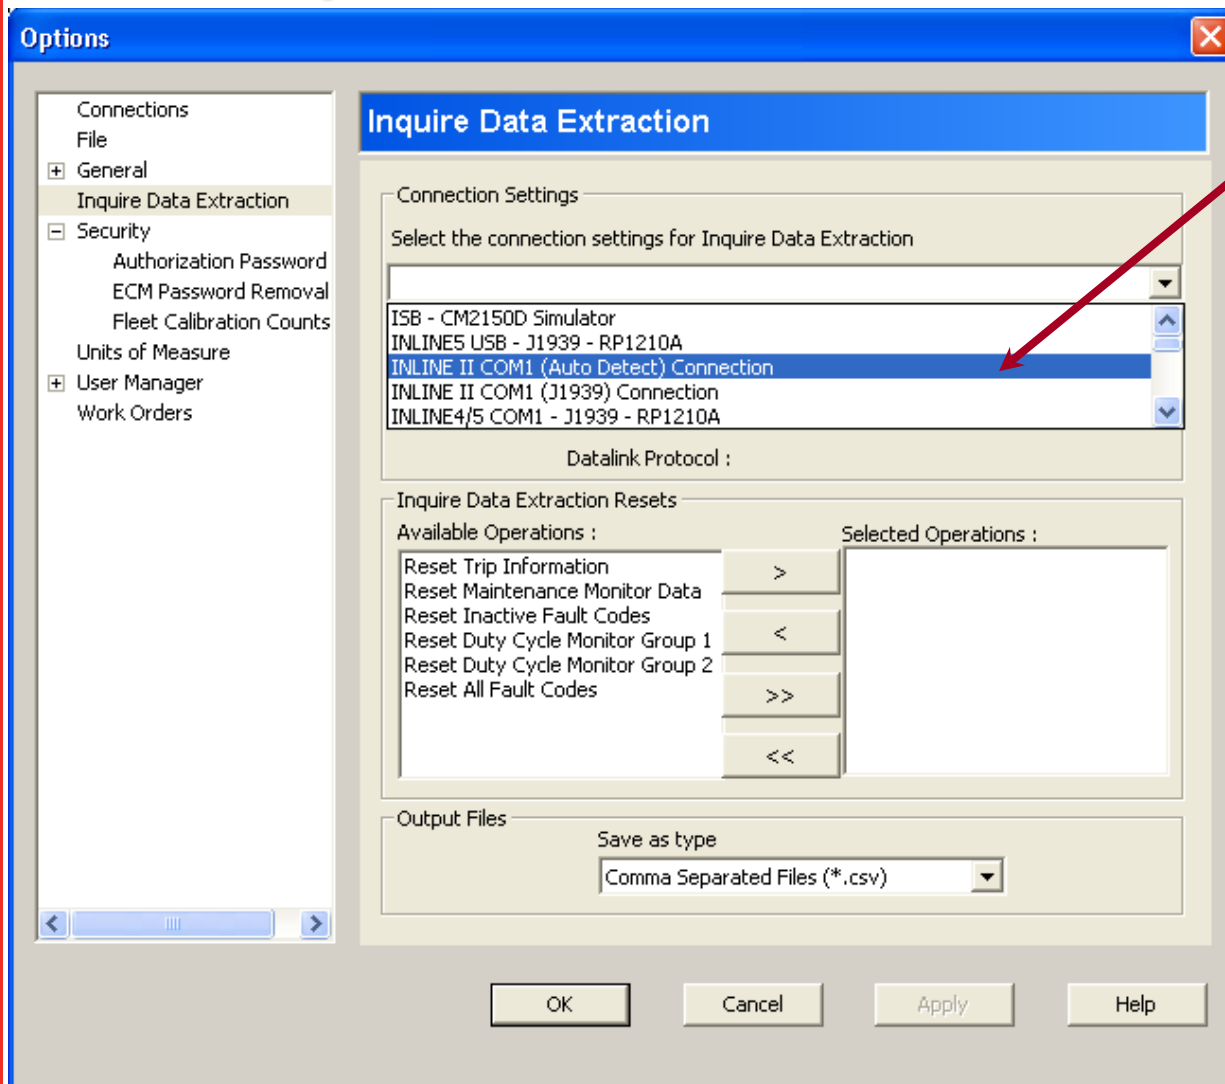 Options
Connections
File
General
Inquire Data Extraction
Security
Authorization Password
ECM Password Removal
Fleet Calibration Counts
Units of Measure
User Manager
Work Orders
Inquire Data Extraction
Connection Settings
Select the connection settings for Inquire Data Extraction
ISB - CM2150D Simulator
INLINE5 USB - J1939 - RP1210A
INLINE II COM1 (Auto Detect) Connection
INLINE II COM1 (J1939) Connection
INLINE4/5 COM1 - J1939 - RP1210A
Datalink Protocol :
Inquire Data Extraction Resets
Available Operations :
Reset Trip Information
Reset Maintenance Monitor Data
Reset Inactive Fault Codes
Reset Duty Cycle Monitor Group 1
Reset Duty Cycle Monitor Group 2
Reset All Fault Codes
>
<
>>
<<
Selected Operations :
Output Files
Save as type
Comma Separated Files (*.csv)
OK
Cancel
Apply
Help